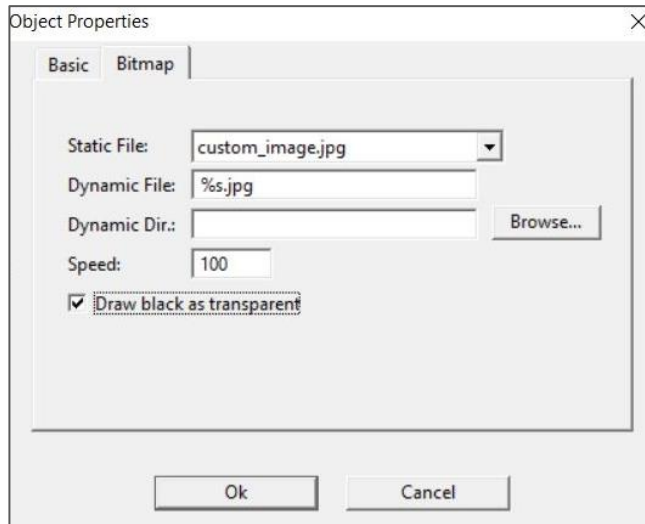 Object Properties
Basic Bitmap
Static File: custom_image.jpg
Dynamic File: %s.jpg
Dynamic Dir.: Browse...
Speed: 100
Draw black as transparent
Ok Cancel